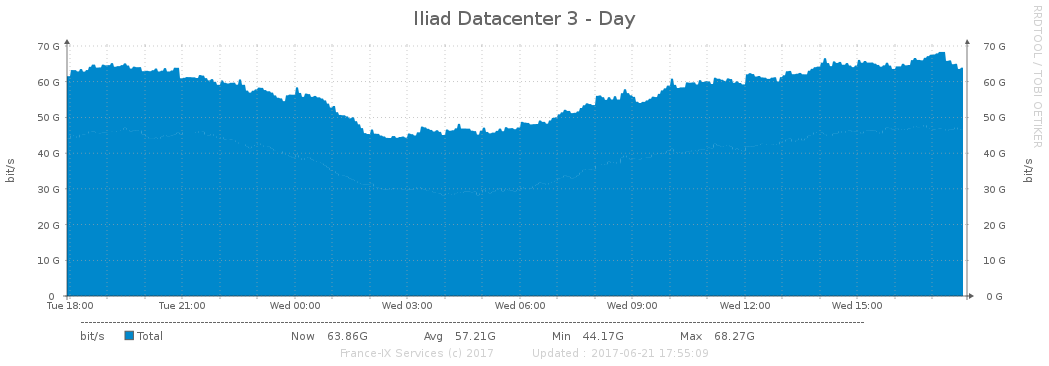 Iliad Datacenter 3 - Day
RRDTOOL / TOBI OETIKER
70 G 70 G
60 G 60 G
50 G 50 G
40 G 40 G
30 G 30 G
20 G 20 G
10 G 10 G
0 0 G
bit/s bit/s
Tue 18:00 Tue 21:00 Wed 00:00 Wed 03:00 Wed 06:00 Wed 09:00 Wed 12:00 Wed 15:00
bit/s Total Now 63.86G Avg 57.21G Min 44.17G Max 68.27G
France-IX Services (c) 2017 Updated : 2017-06-21 17:55:09